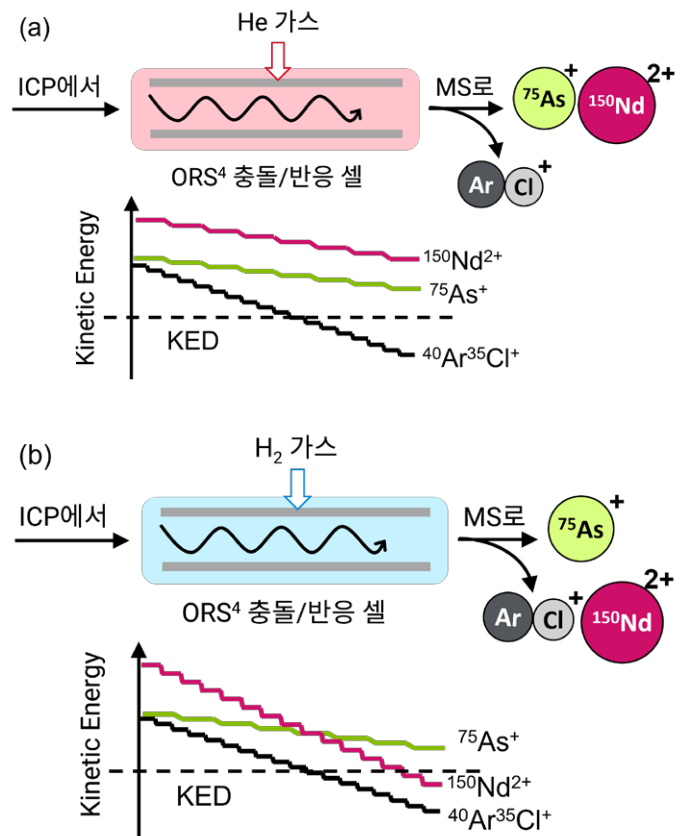 (a)
He 가스
ICP에서
MS로
⁷⁵As⁺
¹⁵⁰Nd²⁺
Ar Cl⁺
ORS⁴ 충돌/반응 셀
Kinetic Energy
¹⁵⁰Nd²⁺
⁷⁵As⁺
KED
⁴⁰Ar³⁵Cl⁺
(b)
H₂ 가스
ICP에서
MS로
⁷⁵As⁺
Ar Cl⁺
¹⁵⁰Nd²⁺
ORS⁴ 충돌/반응 셀
Kinetic Energy
⁷⁵As⁺
KED
¹⁵⁰Nd²⁺
⁴⁰Ar³⁵Cl⁺